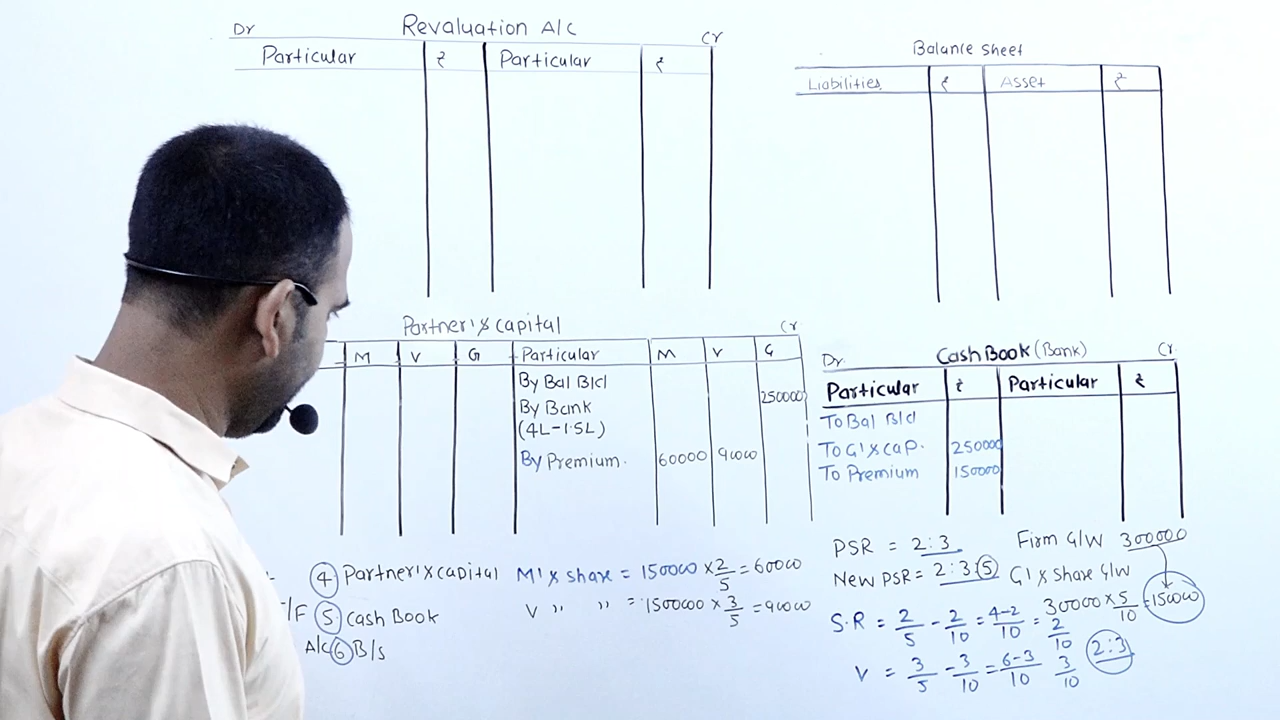 Dr Revaluation A/C Cr
Particular ₹ Particular ₹
Balance Sheet
Liabilities ₹ Asset ₹
Partner's capital Cr
M V G Particular M V G
By Bal B/d 250000
By Bank
(4L-1.5L)
By Premium. 60000 90000
Dr. Cash Book (Bank) Cr.
Particular ₹ Particular ₹
To Bal B/d
To G's cap. 250000
To Premium 150000
4 Partner's capital
/F 5 Cash Book
A/c 6 B/s
M's share = 150000 × 2/5 = 60000
V " " = 1500000 × 3/5 = 90000
PSR = 2:3 Firm G/W 300000
New PSR = 2:3:5 G's Share G/W
30000 × 5/10 = 150000
S.R = 2/5 - 2/10 = 4-2/10 = 2/10
V = 3/5 - 3/10 = 6-3/10 3/10 2:3